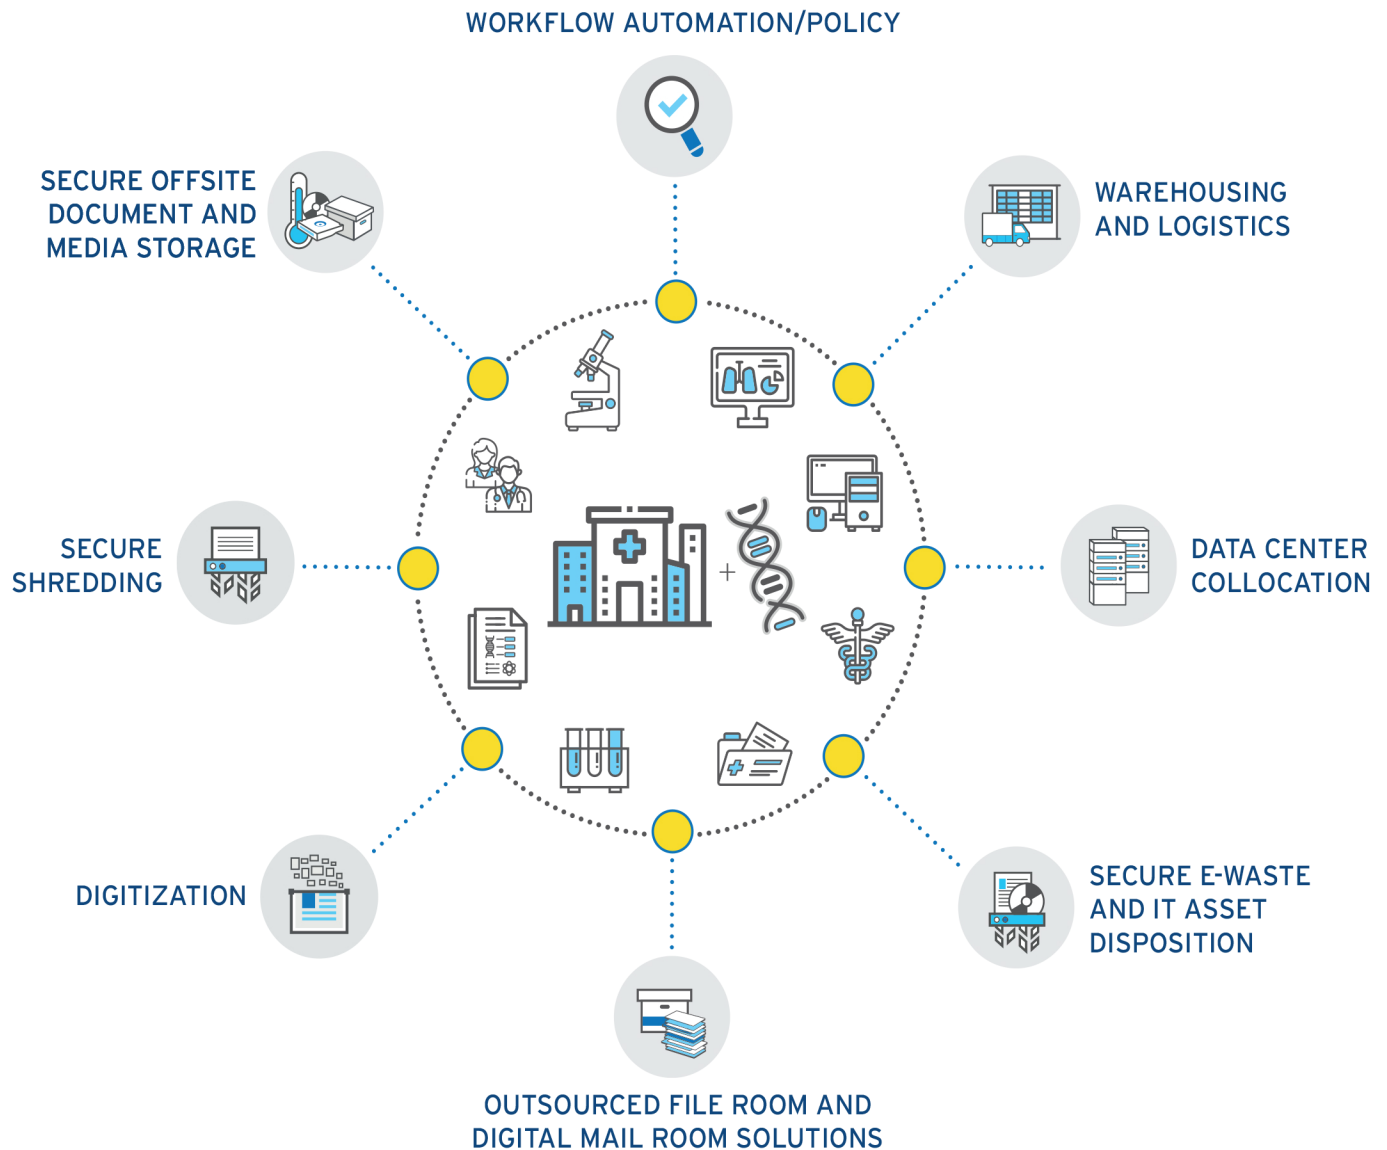 WORKFLOW AUTOMATION/POLICY
SECURE OFFSITE
DOCUMENT AND
MEDIA STORAGE
WAREHOUSING
AND LOGISTICS
SECURE
SHREDDING
+
DATA CENTER
COLLOCATION
DIGITIZATION
SECURE E-WASTE
AND IT ASSET
DISPOSITION
OUTSOURCED FILE ROOM AND
DIGITAL MAIL ROOM SOLUTIONS